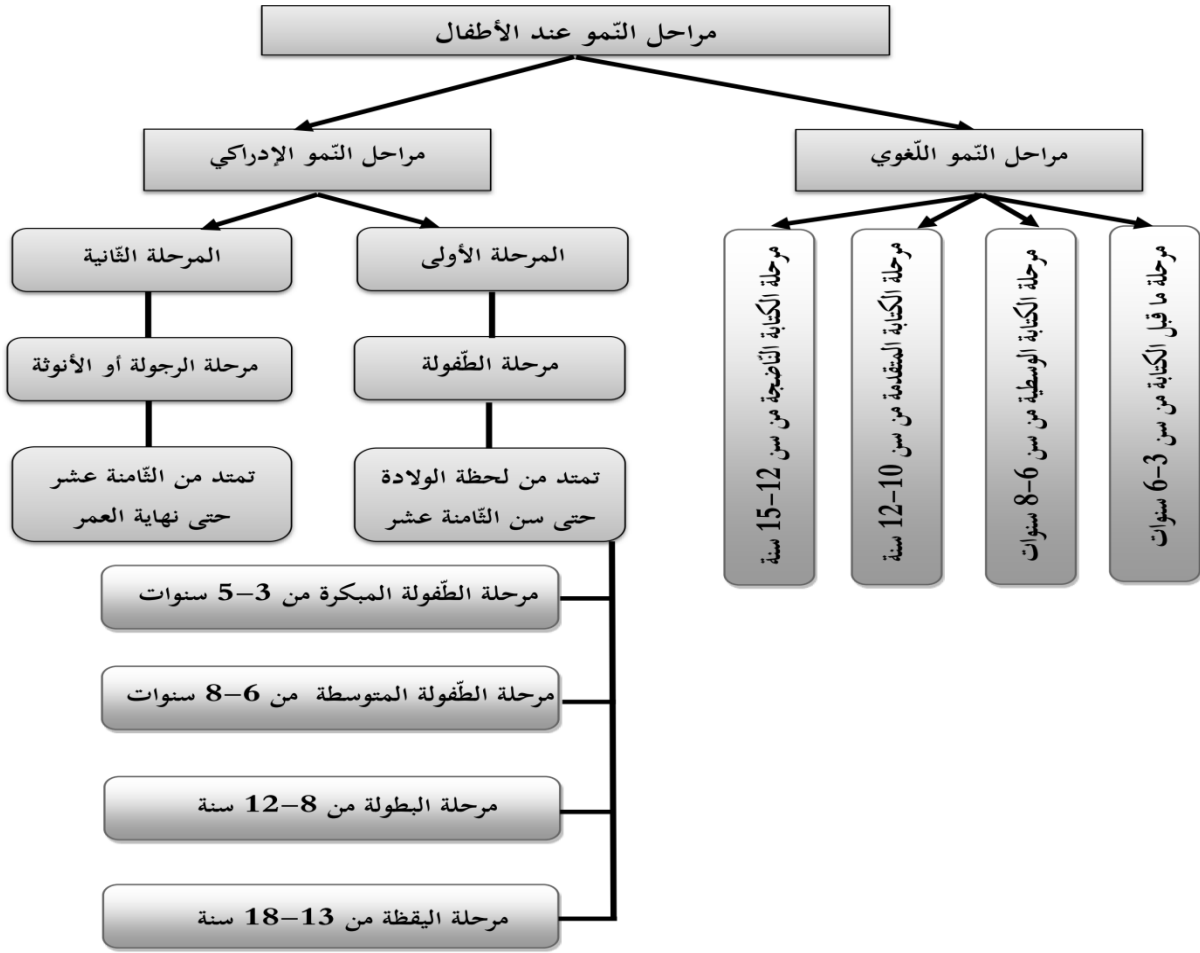 مراحل النّمو عند الأطفال
مراحل النّمو اللّغوي
مرحلة ما قبل الكتابة من سن 3–6 سنوات
مرحلة الكتابة الوسطية من سن 6–8 سنوات
مرحلة الكتابة المتقدمة من سن 10–12 سنة
مرحلة الكتابة النّاضجة من سن 12–15 سنة
مراحل النّمو الإدراكي
المرحلة الأولى
مرحلة الطّفولة
تمتد من لحظة الولادة
حتى سن الثّامنة عشر
مرحلة الطّفولة المبكرة من 3–5 سنوات
مرحلة الطّفولة المتوسطة من 6–8 سنوات
مرحلة البطولة من 8–12 سنة
مرحلة اليقظة من 13–18 سنة
المرحلة الثّانية
مرحلة الرجولة أو الأنوثة
تمتد من الثّامنة عشر
حتى نهاية العمر